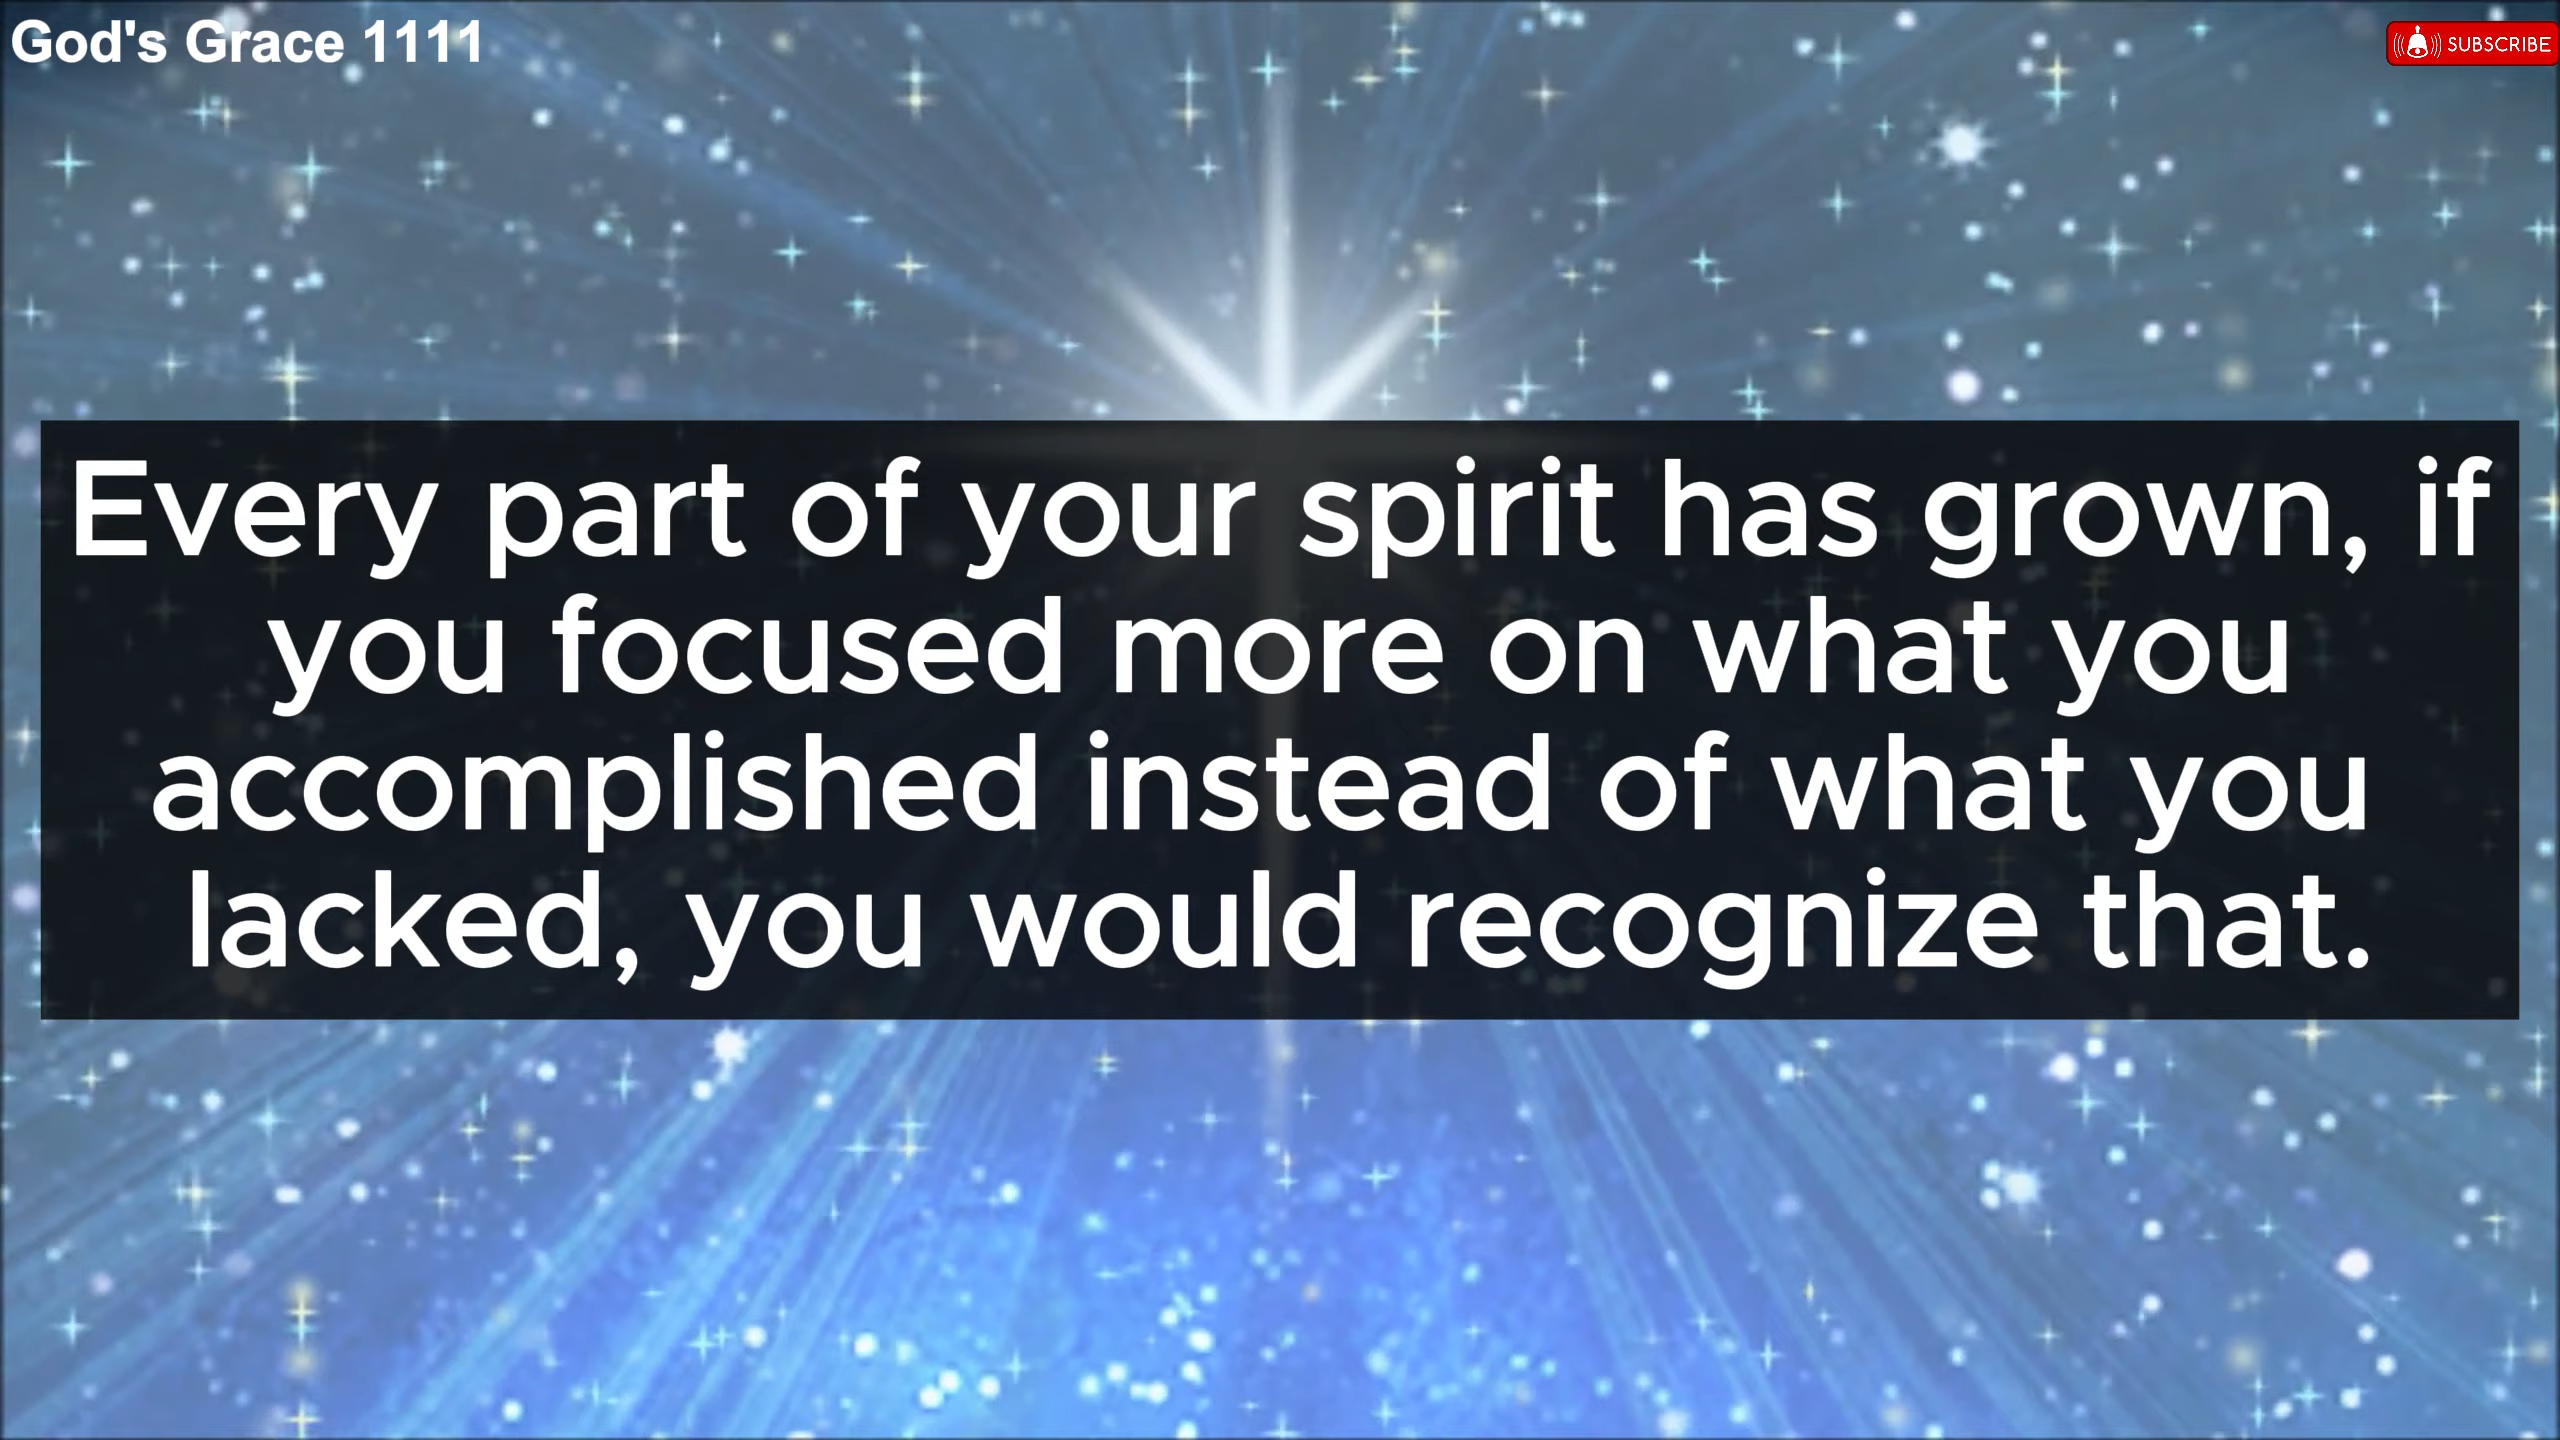 God's Grace 1111
SUBSCRIBE
Every part of your spirit has grown, if
you focused more on what you
accomplished instead of what you
lacked, you would recognize that.